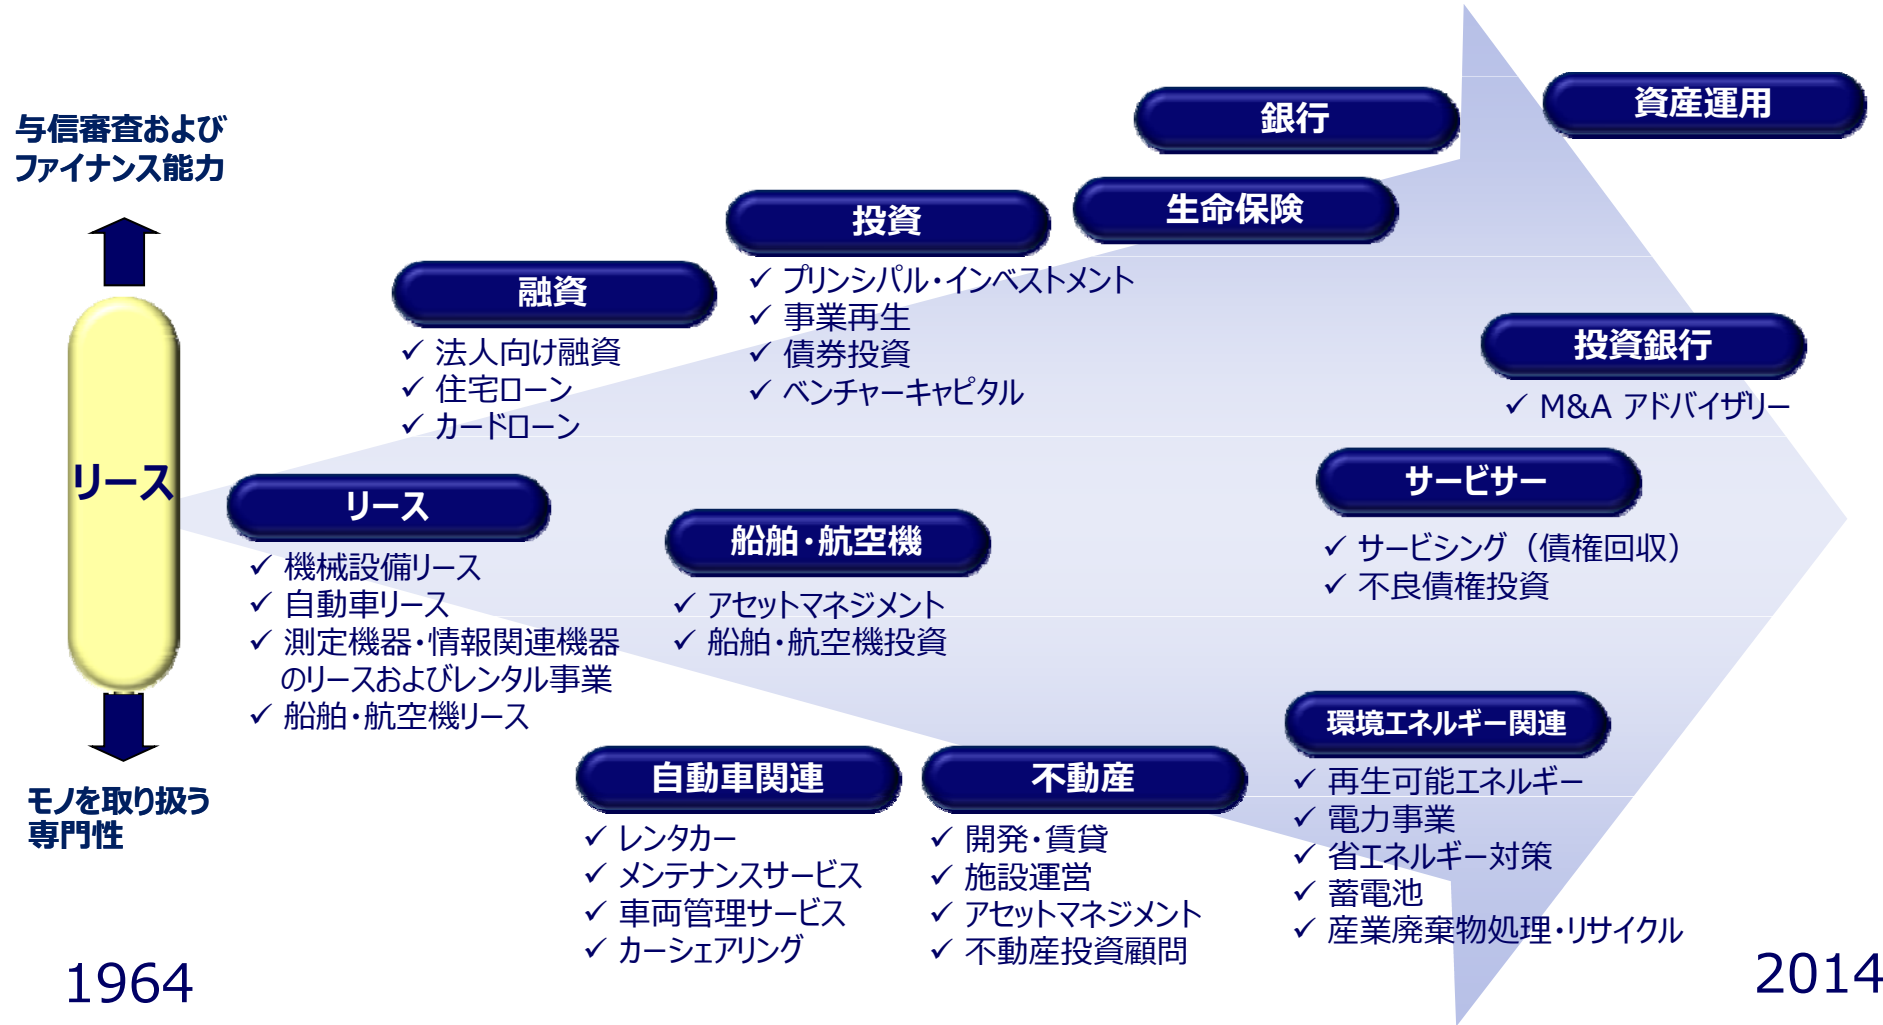 与信審査および
ファイナンス能力
リース
モノを取り扱う
専門性
1964
リース
✓ 機械設備リース
✓ 自動車リース
✓ 測定機器・情報関連機器
のリースおよびレンタル事業
✓ 船舶・航空機リース
融資
✓ 法人向け融資
✓ 住宅ローン
✓ カードローン
投資
✓ プリンシパル・インベストメント
✓ 事業再生
✓ 債券投資
✓ ベンチャーキャピタル
船舶・航空機
✓ アセットマネジメント
✓ 船舶・航空機投資
自動車関連
✓ レンタカー
✓ メンテナンスサービス
✓ 車両管理サービス
✓ カーシェアリング
不動産
✓ 開発・賃貸
✓ 施設運営
✓ アセットマネジメント
✓ 不動産投資顧問
銀行
生命保険
資産運用
投資銀行
✓ M&A アドバイザリー
サービサー
✓ サービシング（債権回収）
✓ 不良債権投資
環境エネルギー関連
✓ 再生可能エネルギー
✓ 電力事業
✓ 省エネルギー対策
✓ 蓄電池
✓ 産業廃棄物処理・リサイクル
2014